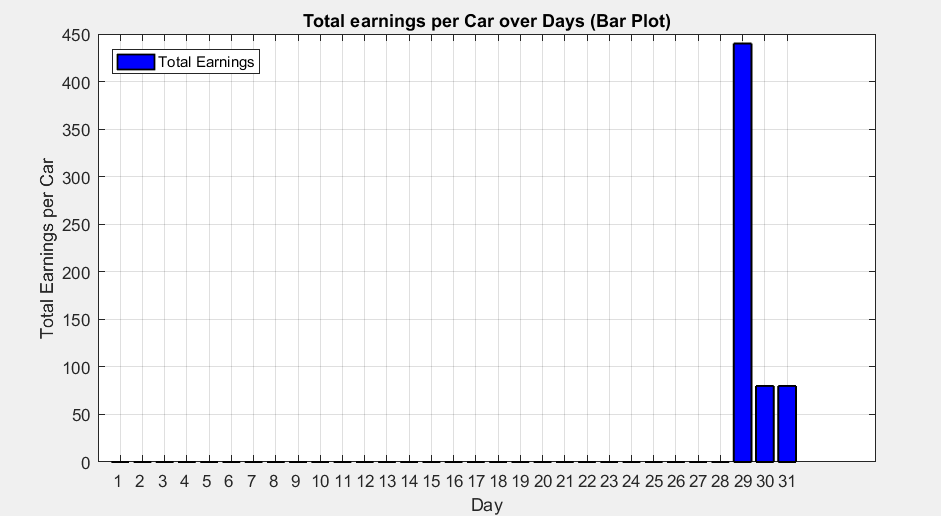 Total earnings per Car over Days (Bar Plot)
Total Earnings
Total Earnings per Car
450
400
350
300
250
200
150
100
50
0
1 2 3 4 5 6 7 8 9 10 11 12 13 14 15 16 17 18 19 20 21 22 23 24 25 26 27 28 29 30 31
Day